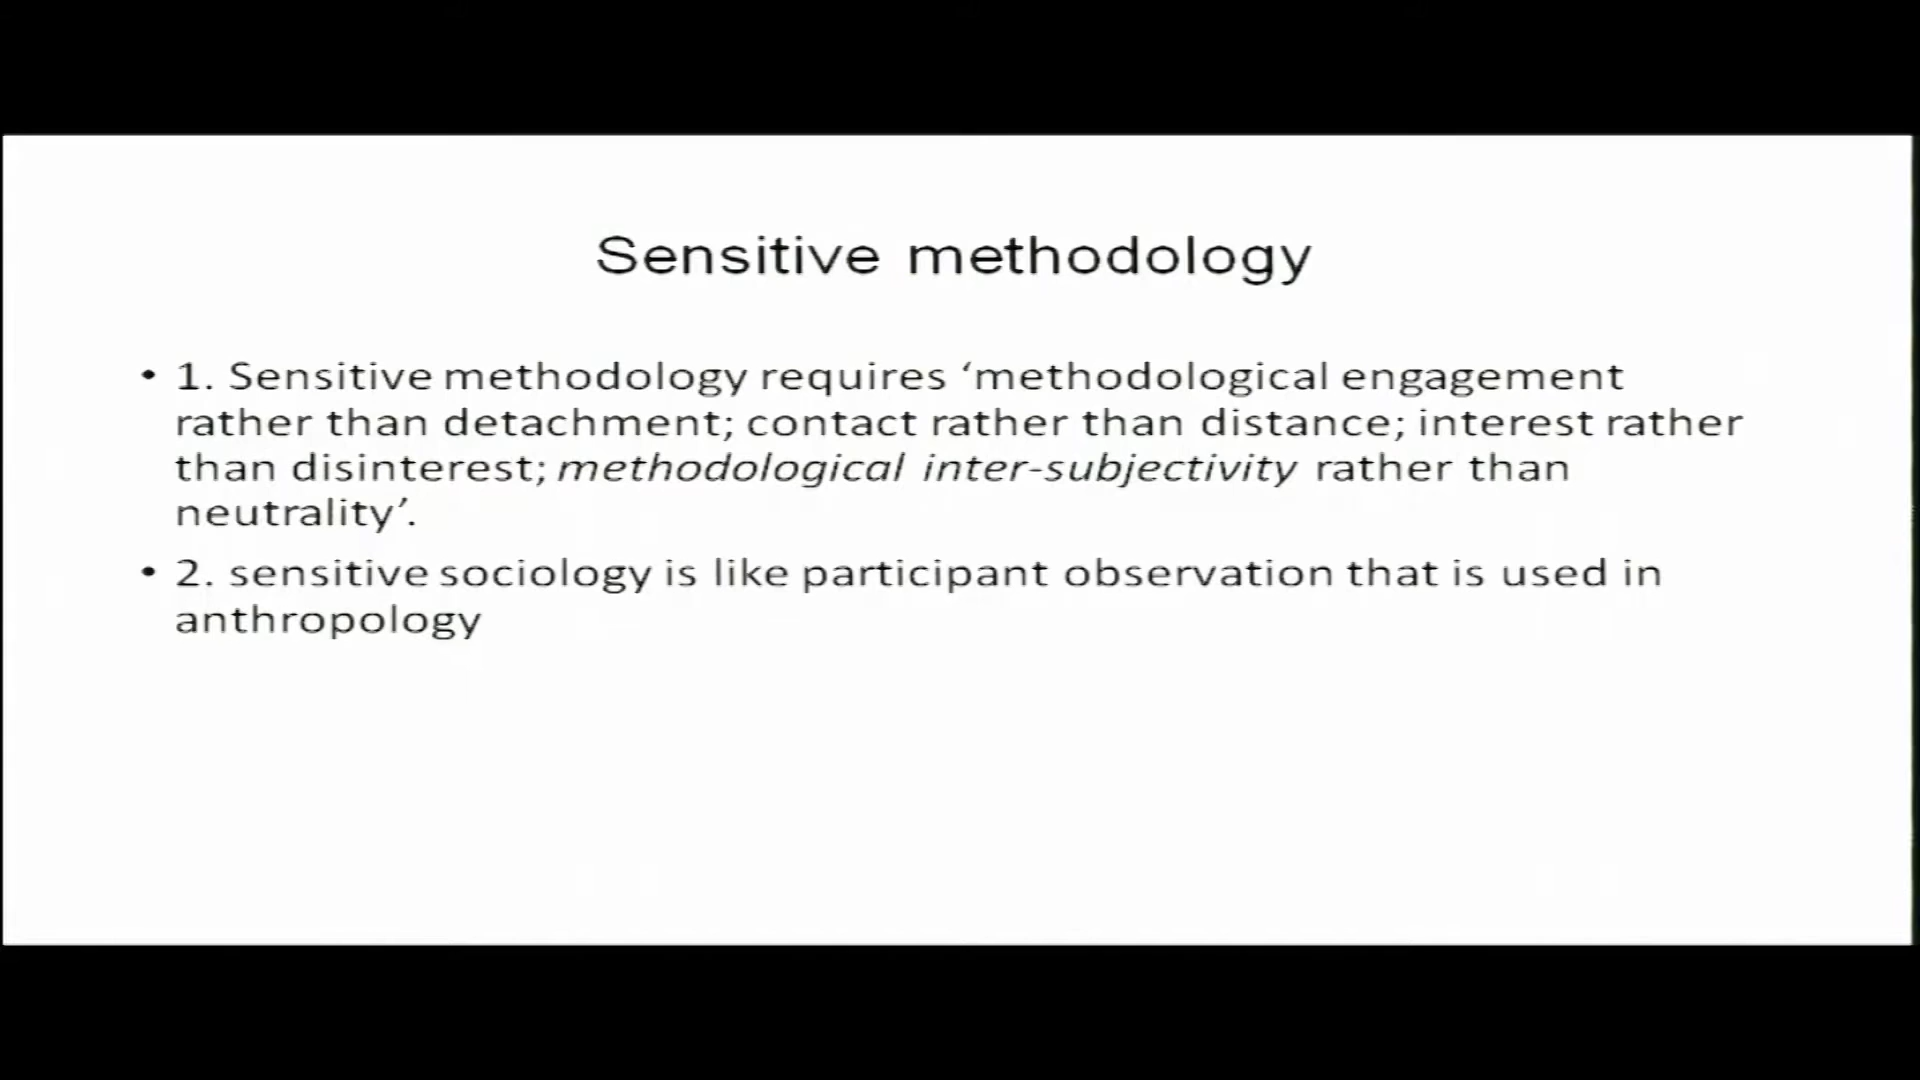 Sensitive methodology
• 1. Sensitive methodology requires ‘methodological engagement
rather than detachment; contact rather than distance; interest rather
than disinterest; methodological inter-subjectivity rather than
neutrality’.
• 2. sensitive sociology is like participant observation that is used in
anthropology